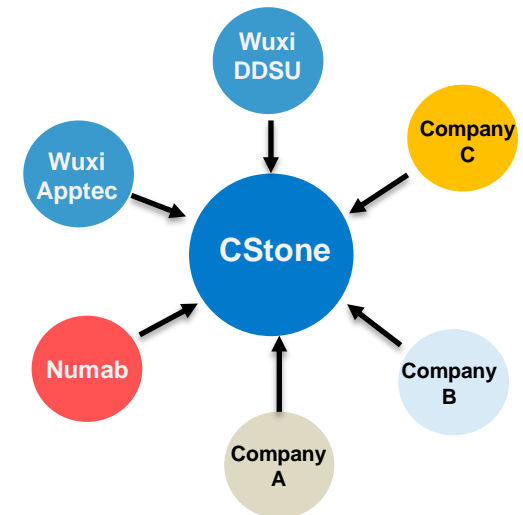 Wuxi
DDSU
Company
C
Wuxi
Apptec
CStone
Numab
Company
B
Company
A